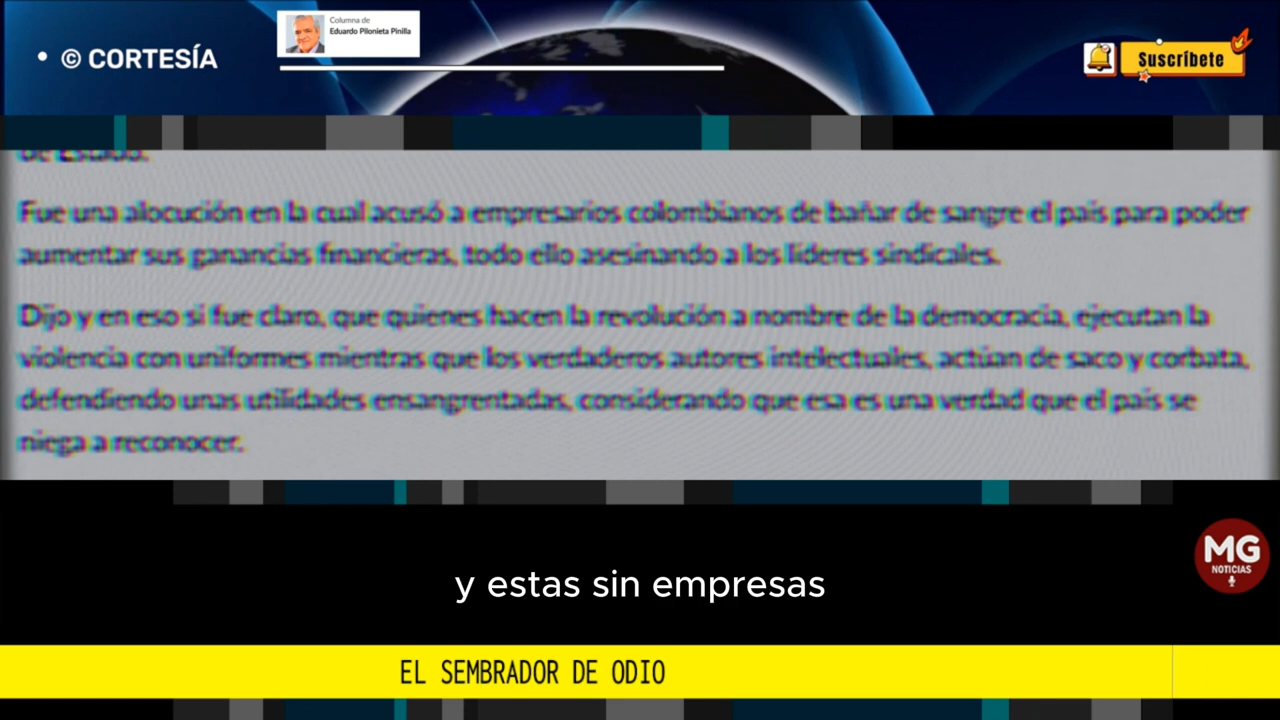 • © CORTESÍA
Columna de
Eduardo Pilonieta Pinilla
Suscríbete
de Estado.
Fue una alocución en la cual acusó a empresarios colombianos de bañar de sangre el país para poder
aumentar sus ganancias financieras, todo ello asesinando a los líderes sindicales.
Dijo y en eso si fue claro, que quienes hacen la revolución a nombre de la democracia, ejecutan la
violencia con uniformes mientras que los verdaderos autores intelectuales, actúan de saco y corbata,
defendiendo unas utilidades ensangrentadas, considerando que esa es una verdad que el país se
niega a reconocer.
y estas sin empresas
MG
NOTICIAS
EL SEMBRADOR DE ODIO